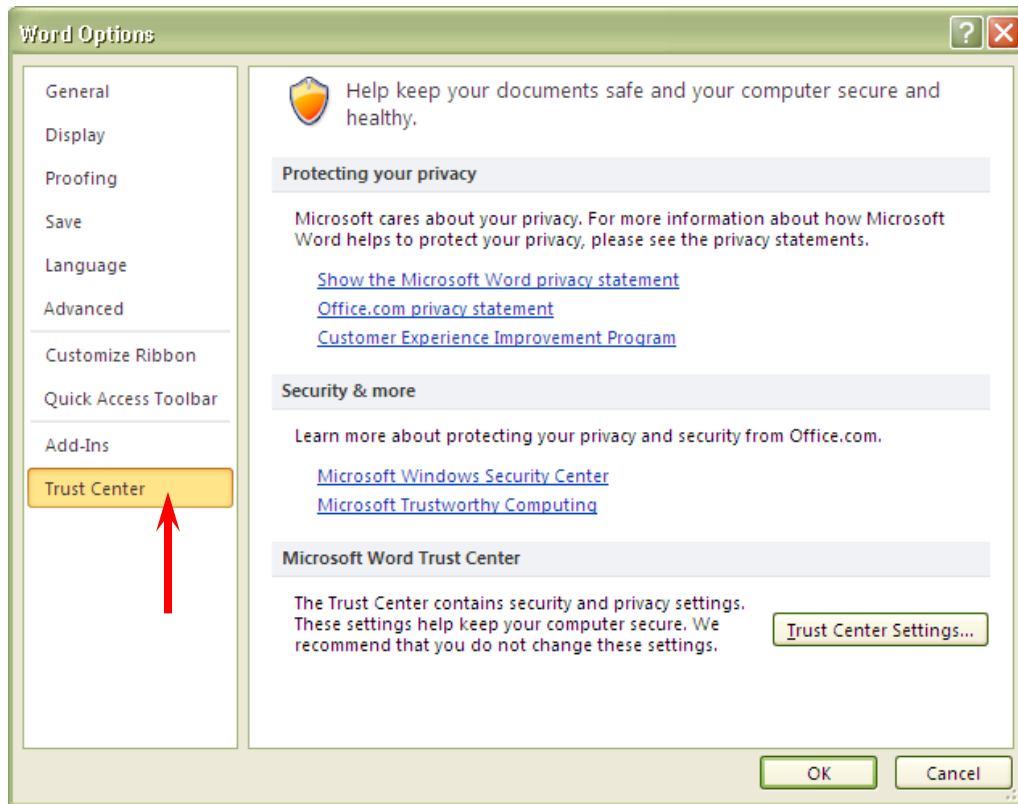 Word Options
General
Display
Proofing
Save
Language
Advanced
Customize Ribbon
Quick Access Toolbar
Add-Ins
Trust Center
Help keep your documents safe and your computer secure and
healthy.
Protecting your privacy
Microsoft cares about your privacy. For more information about how Microsoft
Word helps to protect your privacy, please see the privacy statements.
Show the Microsoft Word privacy statement
Office.com privacy statement
Customer Experience Improvement Program
Security & more
Learn more about protecting your privacy and security from Office.com.
Microsoft Windows Security Center
Microsoft Trustworthy Computing
Microsoft Word Trust Center
The Trust Center contains security and privacy settings.
These settings help keep your computer secure. We
recommend that you do not change these settings.
Trust Center Settings...
OK
Cancel